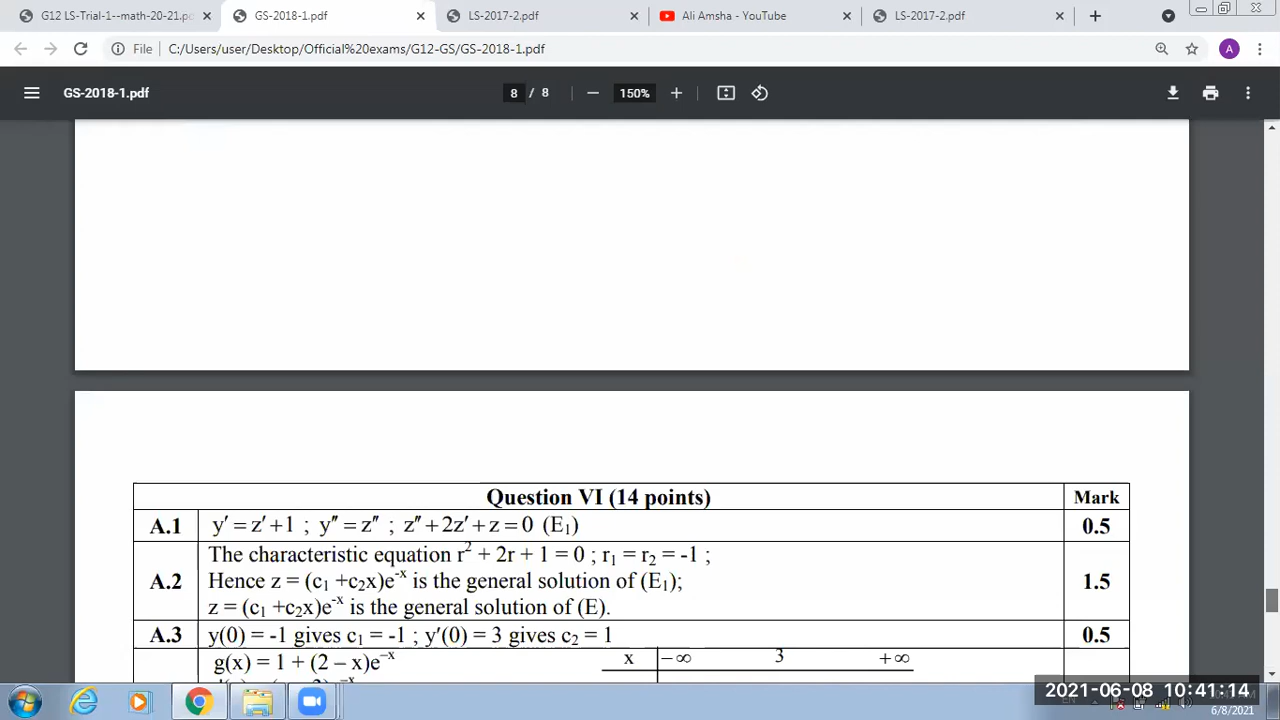 G12 LS-Trial-1--math-20-21.pd
GS-2018-1.pdf
LS-2017-2.pdf
Ali Amsha - YouTube
LS-2017-2.pdf
File C:/Users/user/Desktop/Official%20exams/G12-GS/GS-2018-1.pdf
A
GS-2018-1.pdf
8 / 8
150%
Question VI (14 points) Mark
A.1 y′ = z′ + 1 ; y″ = z″ ; z″ + 2z′ + z = 0 (E₁) 0.5
The characteristic equation r² + 2r + 1 = 0 ; r₁ = r₂ = -1 ;
A.2 Hence z = (c₁ +c₂x)e⁻ˣ is the general solution of (E₁); 1.5
z = (c₁ +c₂x)e⁻ˣ is the general solution of (E).
A.3 y(0) = -1 gives c₁ = -1 ; y′(0) = 3 gives c₂ = 1 0.5
g(x) = 1 + (2 – x)e⁻ˣ x −∞ 3 +∞
2021-06-08 10:41:14
6/8/2021